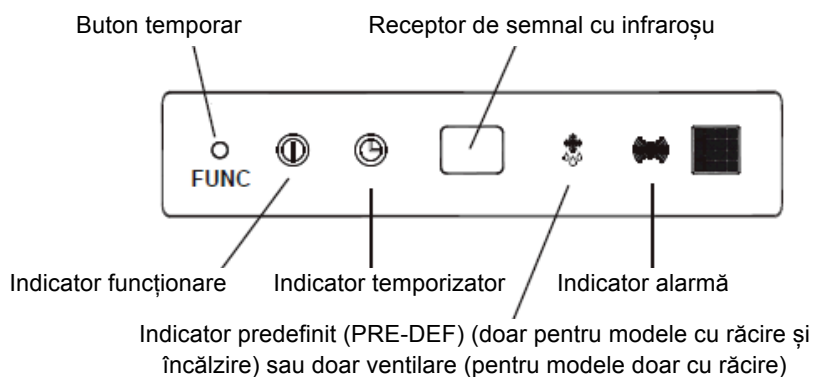 Buton temporar
Receptor de semnal cu infraroșu
FUNC
Indicator funcționare
Indicator temporizator
Indicator alarmă
Indicator predefinit (PRE-DEF) (doar pentru modele cu răcire și
încălzire) sau doar ventilare (pentru modele doar cu răcire)